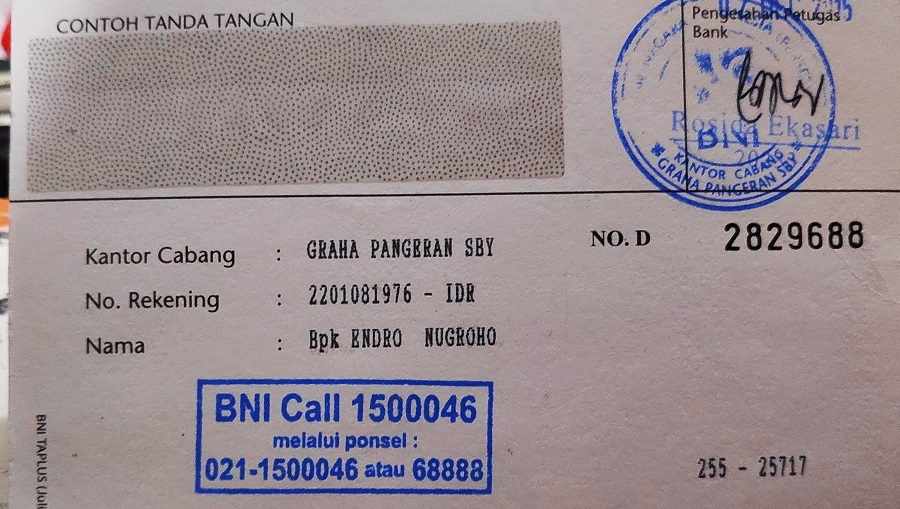 CONTOH TANDA TANGAN
Pengesahan Petugas
Bank
Rosida Ekasari
BNI
KANTOR CABANG
GRAHA PANGERAN SBY
Kantor Cabang : GRAHA PANGERAN SBY
NO. D 2829688
No. Rekening : 2201081976 - IDR
Nama : Bpk ENDRO NUGROHO
BNI Call 1500046
melalui ponsel :
021-1500046 atau 68888
255 - 25717
BNI TAPLUS